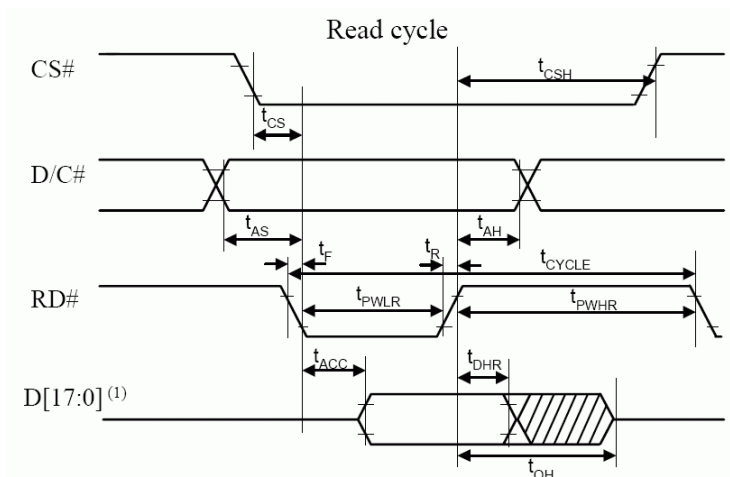 Read cycle
CS#
tCSH
tCS
D/C#
tAS
tAH
tF
tR
tCYCLE
RD#
tPWLR
tPWHR
tACC
tDHR
D[17:0] (1)
tOH